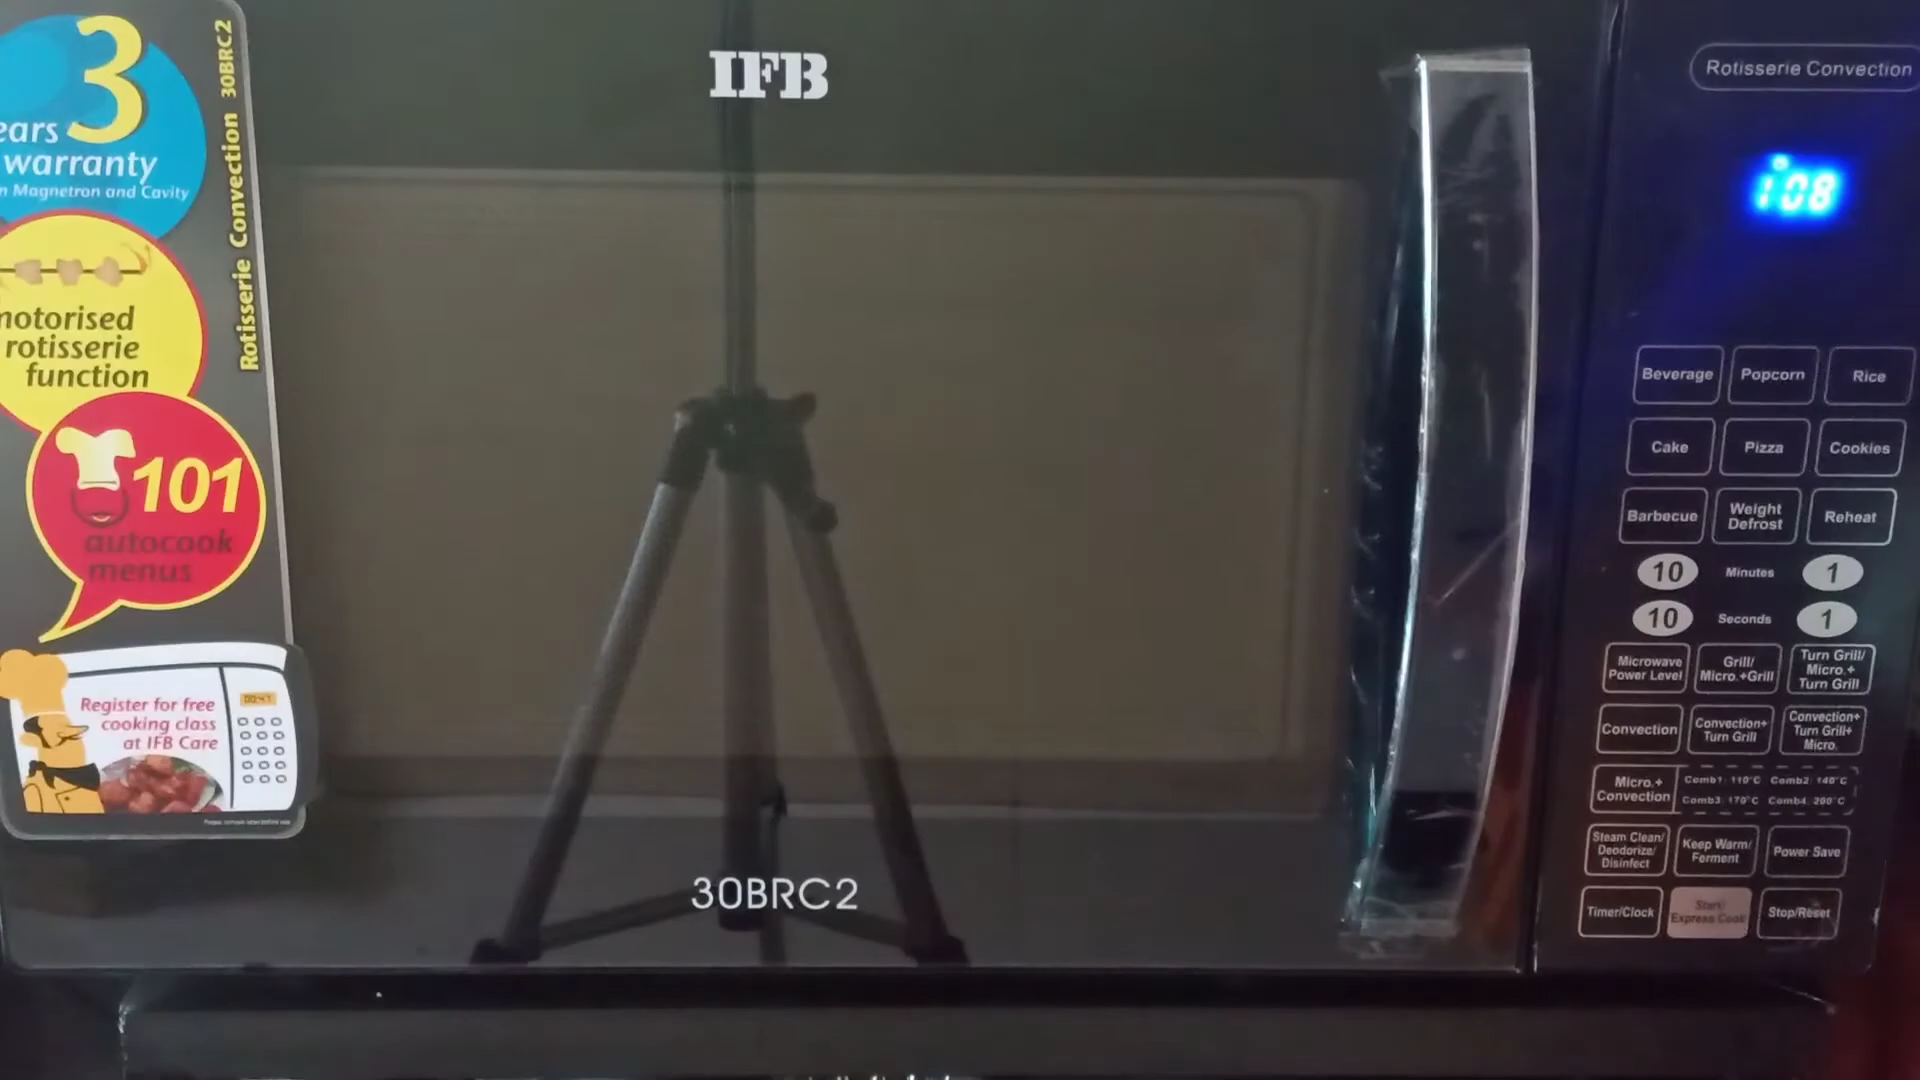 3
warranty
Magnetron and Cavity
Rotisserie Convection 30BRC2
rotisserie
function
101
autocook
menus
Register for free
cooking class
at IFB Care
IFB
30BRC2
Rotisserie Convection
108
Beverage
Popcorn
Rice
Cake
Pizza
Cookies
Barbecue
Weight
Defrost
Reheat
10 Minutes 1
10 Seconds 1
Microwave
Power Level
Grill/
Micro.+Grill
Turn Grill/
Micro.+
Turn Grill
Convection
Convection+
Turn Grill
Convection+
Turn Grill+
Micro.
Micro.+
Convection
Comb1: 110°C Comb2: 140°C
Comb3: 170°C Comb4: 200°C
Steam Clean/
Deodorize/
Disinfect
Keep Warm/
Ferment
Power Save
Timer/Clock
Start/
Express Cook
Stop/Reset